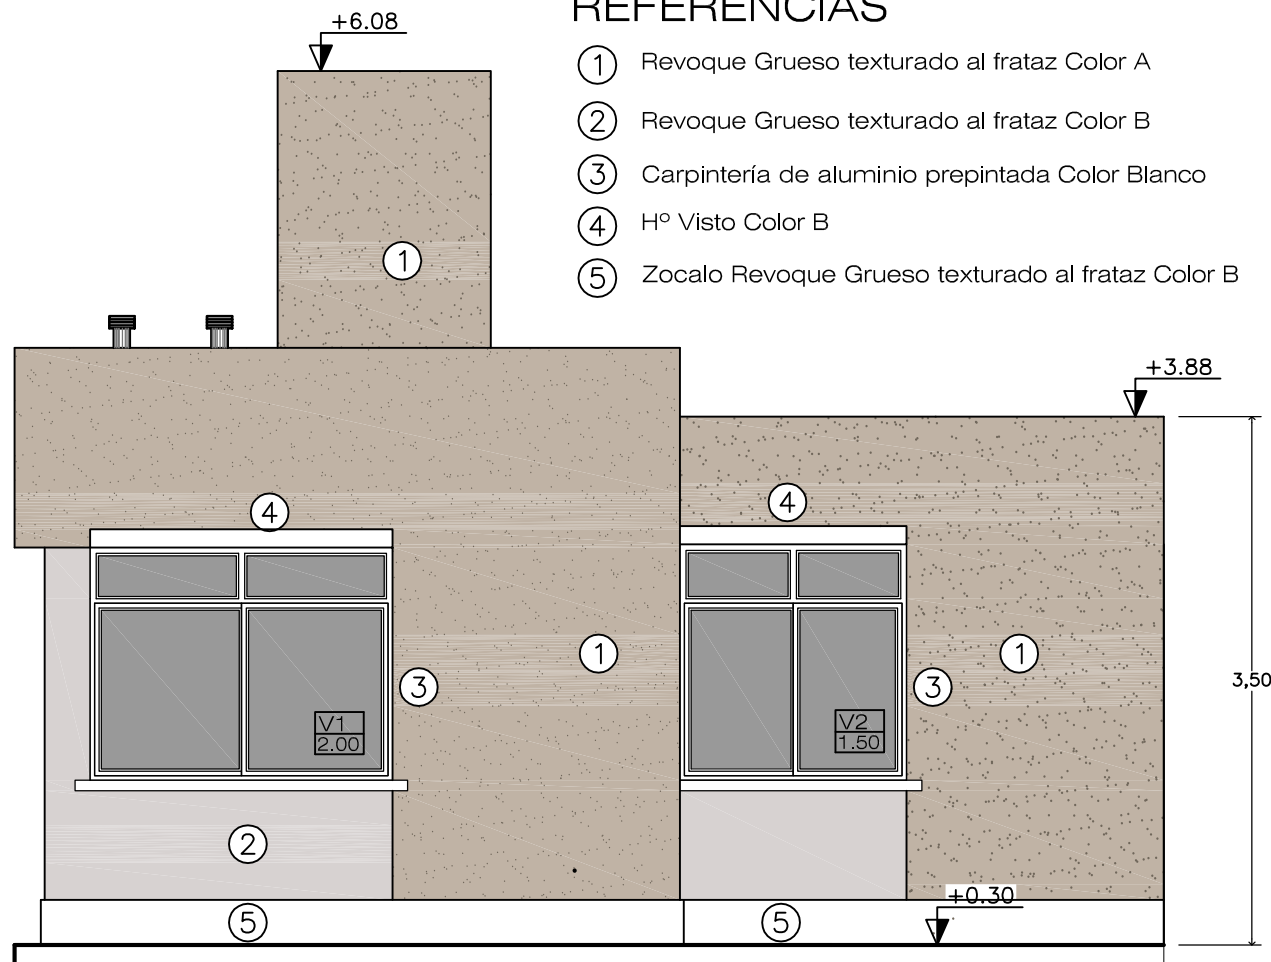 REFERENCIAS
1 Revoque Grueso texturado al frataz Color A
2 Revoque Grueso texturado al frataz Color B
3 Carpintería de aluminio prepintada Color Blanco
4 Hº Visto Color B
5 Zocalo Revoque Grueso texturado al frataz Color B
+6.08
1
+3.88
4
4
1
1
3
3
3,50
V1
2.00
V2
1.50
2
+0.30
5
5